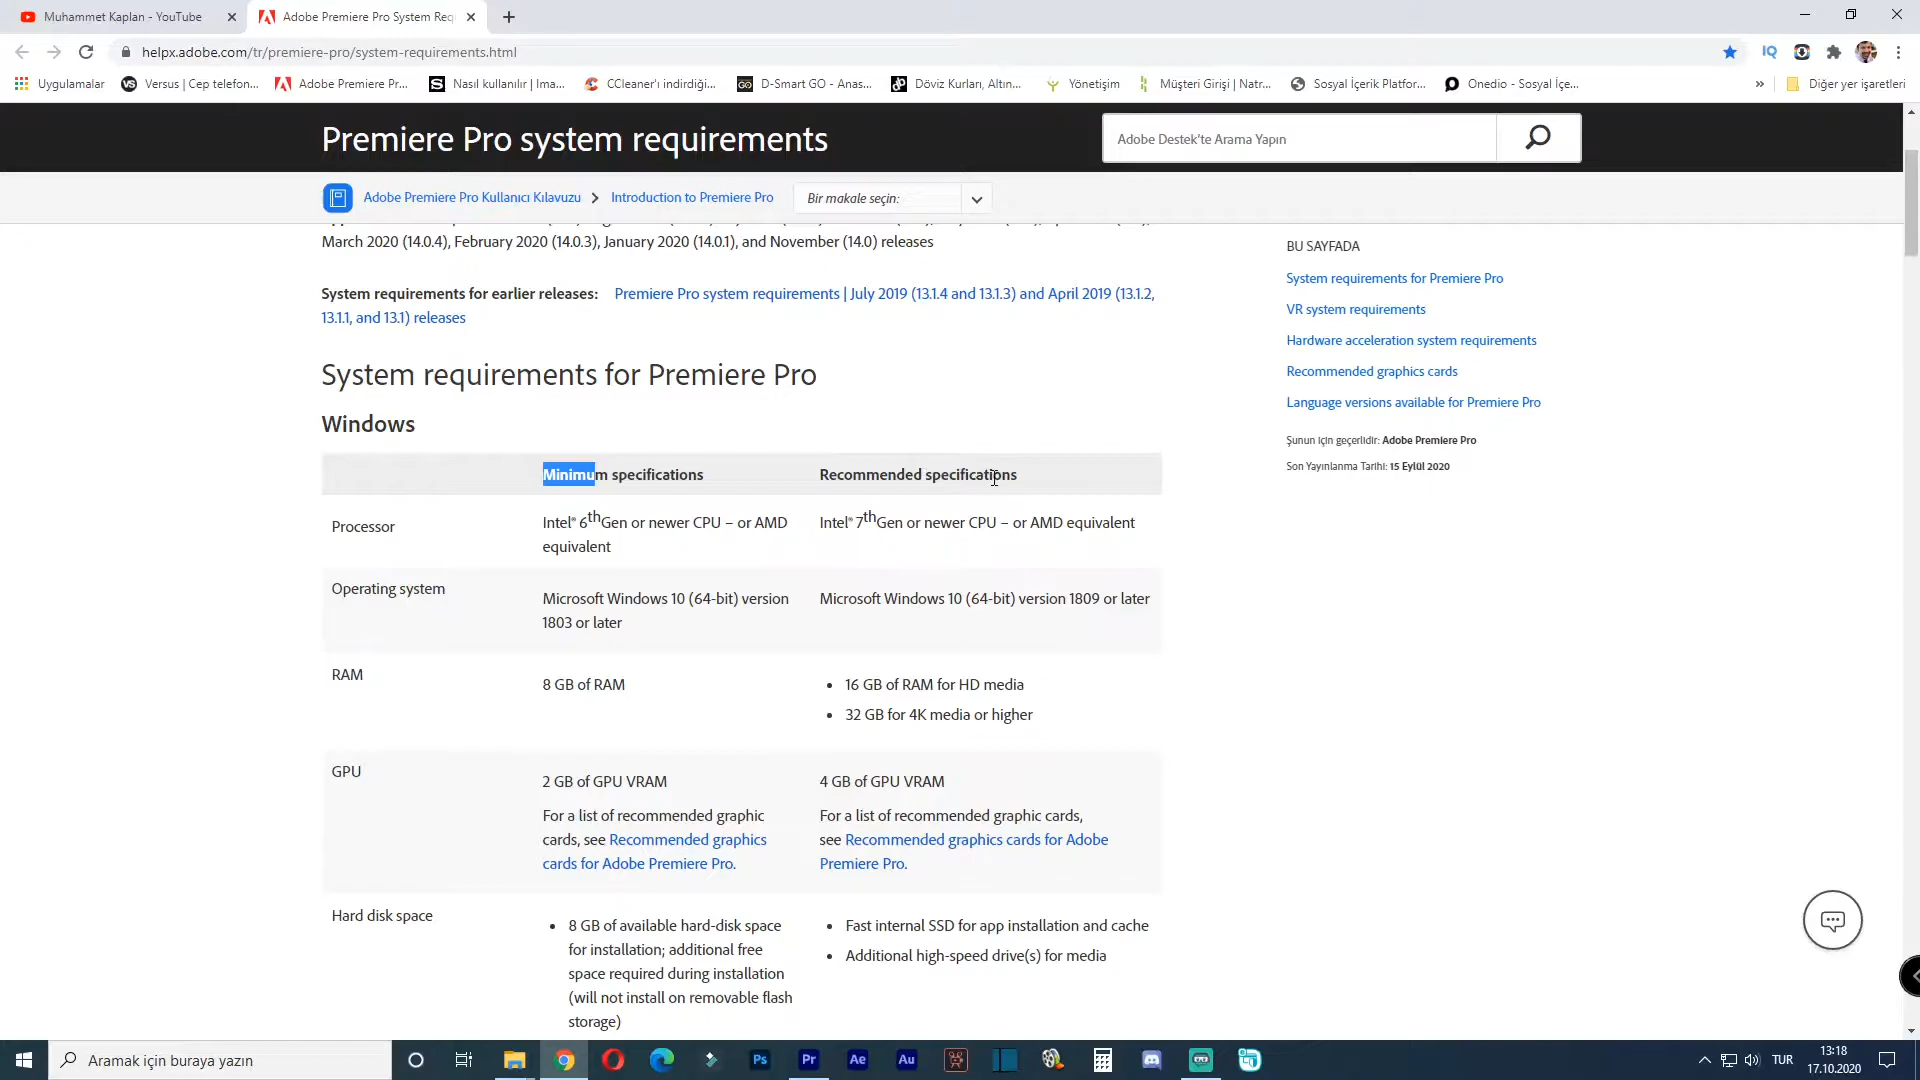 Muhammet Kaplan - YouTube
Adobe Premiere Pro System Req
helpx.adobe.com/tr/premiere-pro/system-requirements.html
IQ
Uygulamalar
Versus | Cep telefon...
Adobe Premiere Pr...
Nasıl kullanılır | Ima...
CCleaner'ı indirdiği...
D-Smart GO - Anas...
Döviz Kurları, Altın...
Yönetişim
Müşteri Girişi | Natr...
Sosyal İçerik Platfor...
Onedio - Sosyal İçe...
»
Diğer yer işaretleri
Premiere Pro system requirements
Adobe Destek'te Arama Yapın
Adobe Premiere Pro Kullanıcı Kılavuzu
Introduction to Premiere Pro
Bir makale seçin:
March 2020 (14.0.4), February 2020 (14.0.3), January 2020 (14.0.1), and November (14.0) releases
System requirements for earlier releases: Premiere Pro system requirements | July 2019 (13.1.4 and 13.1.3) and April 2019 (13.1.2,
13.1.1, and 13.1) releases
BU SAYFADA
System requirements for Premiere Pro
VR system requirements
Hardware acceleration system requirements
Recommended graphics cards
Language versions available for Premiere Pro
Şunun için geçerlidir: Adobe Premiere Pro
Son Yayınlanma Tarihi: 15 Eylül 2020
System requirements for Premiere Pro
Windows
Minimum specifications
Recommended specifications
Processor
Intel® 6thGen or newer CPU – or AMD
equivalent
Intel® 7thGen or newer CPU – or AMD equivalent
Operating system
Microsoft Windows 10 (64-bit) version
1803 or later
Microsoft Windows 10 (64-bit) version 1809 or later
RAM
8 GB of RAM
• 16 GB of RAM for HD media
• 32 GB for 4K media or higher
GPU
2 GB of GPU VRAM
For a list of recommended graphic
cards, see Recommended graphics
cards for Adobe Premiere Pro.
4 GB of GPU VRAM
For a list of recommended graphic cards,
see Recommended graphics cards for Adobe
Premiere Pro.
Hard disk space
• 8 GB of available hard-disk space
for installation; additional free
space required during installation
(will not install on removable flash
storage)
• Fast internal SSD for app installation and cache
• Additional high-speed drive(s) for media
Aramak için buraya yazın
Ps
Pr
Ae
Au
TUR
13:18
17.10.2020